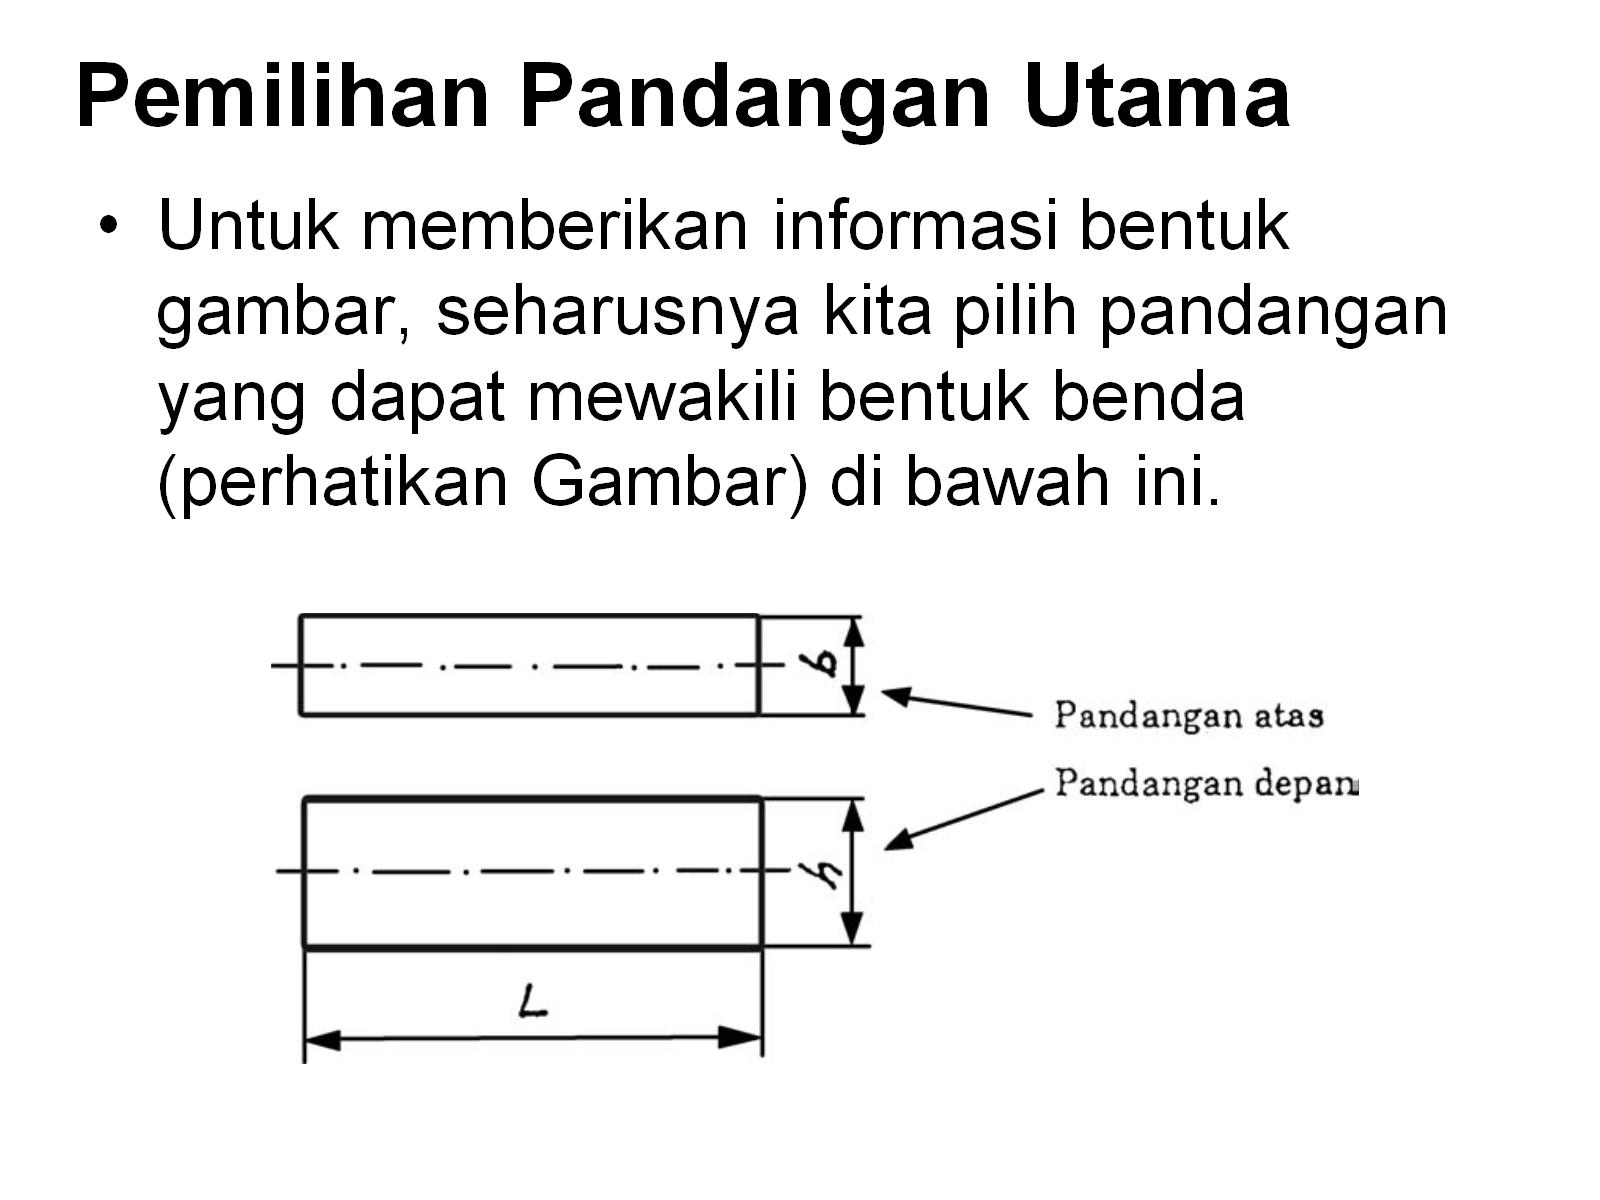 Pemilihan Pandangan Utama
• Untuk memberikan informasi bentuk
gambar, seharusnya kita pilih pandangan
yang dapat mewakili bentuk benda
(perhatikan Gambar) di bawah ini.
b
Pandangan atas
Pandangan depan
h
L